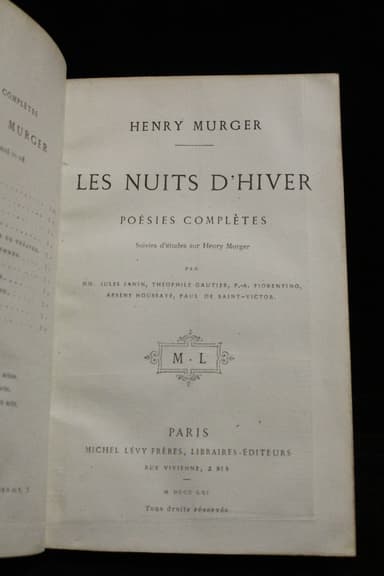 COMPLÈTES
MURGER
HENRY MURGER
LES NUITS D'HIVER
POÉSIES COMPLÈTES
Suivies d'études sur Henry Murger
PAR
MM. JULES JANIN, THÉOPHILE GAUTIER, P.-A. FIORENTINO,
ARSÈNE HOUSSAYE, PAUL DE SAINT-VICTOR.
M · L
PARIS
MICHEL LÉVY FRÈRES, LIBRAIRES-ÉDITEURS
RUE VIVIENNE, 2 BIS
M DCCC LXI
Tous droits réservés